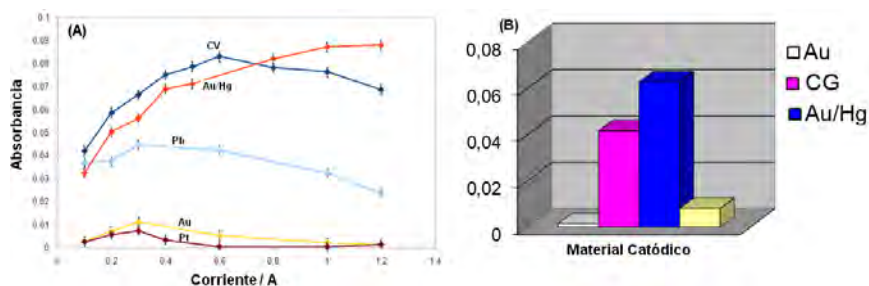 (A)
0.1
0.09
0.08
0.07
0.06
0.05
0.04
0.03
0.02
0.01
0
Absorbancia
CV
Au/Hg
Pb
Au
Pt
0 0.2 0.4 0.6 0.8 1 1.2 1.4
Corriente / A
(B)
0,08
0,06
0,04
0,02
0
Material Catódico
Au
CG
Au/Hg